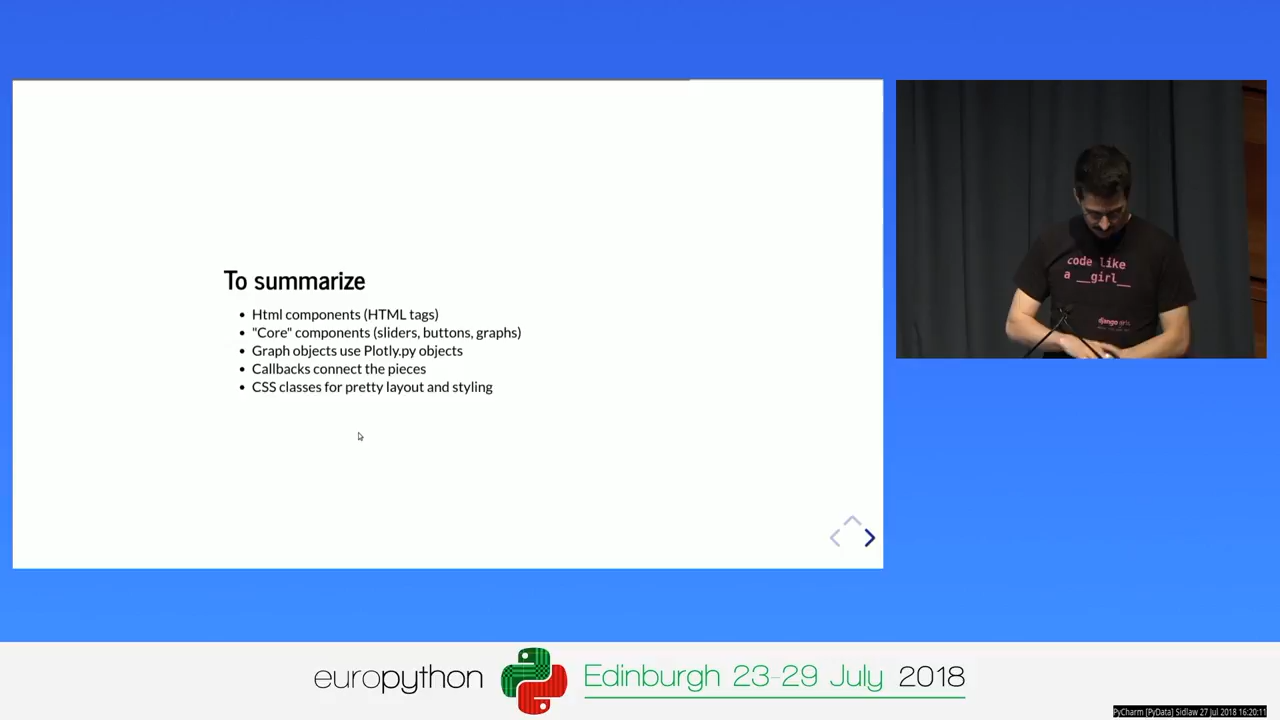 To summarize
Html components (HTML tags)
"Core" components (sliders, buttons, graphs)
Graph objects use Plotly.py objects
Callbacks connect the pieces
CSS classes for pretty layout and styling
code like
a __girl__
django girls
europython
Edinburgh 23-29 July 2018
PyCharm [PyData] Sidlaw 27 Jul 2018 16:20:11